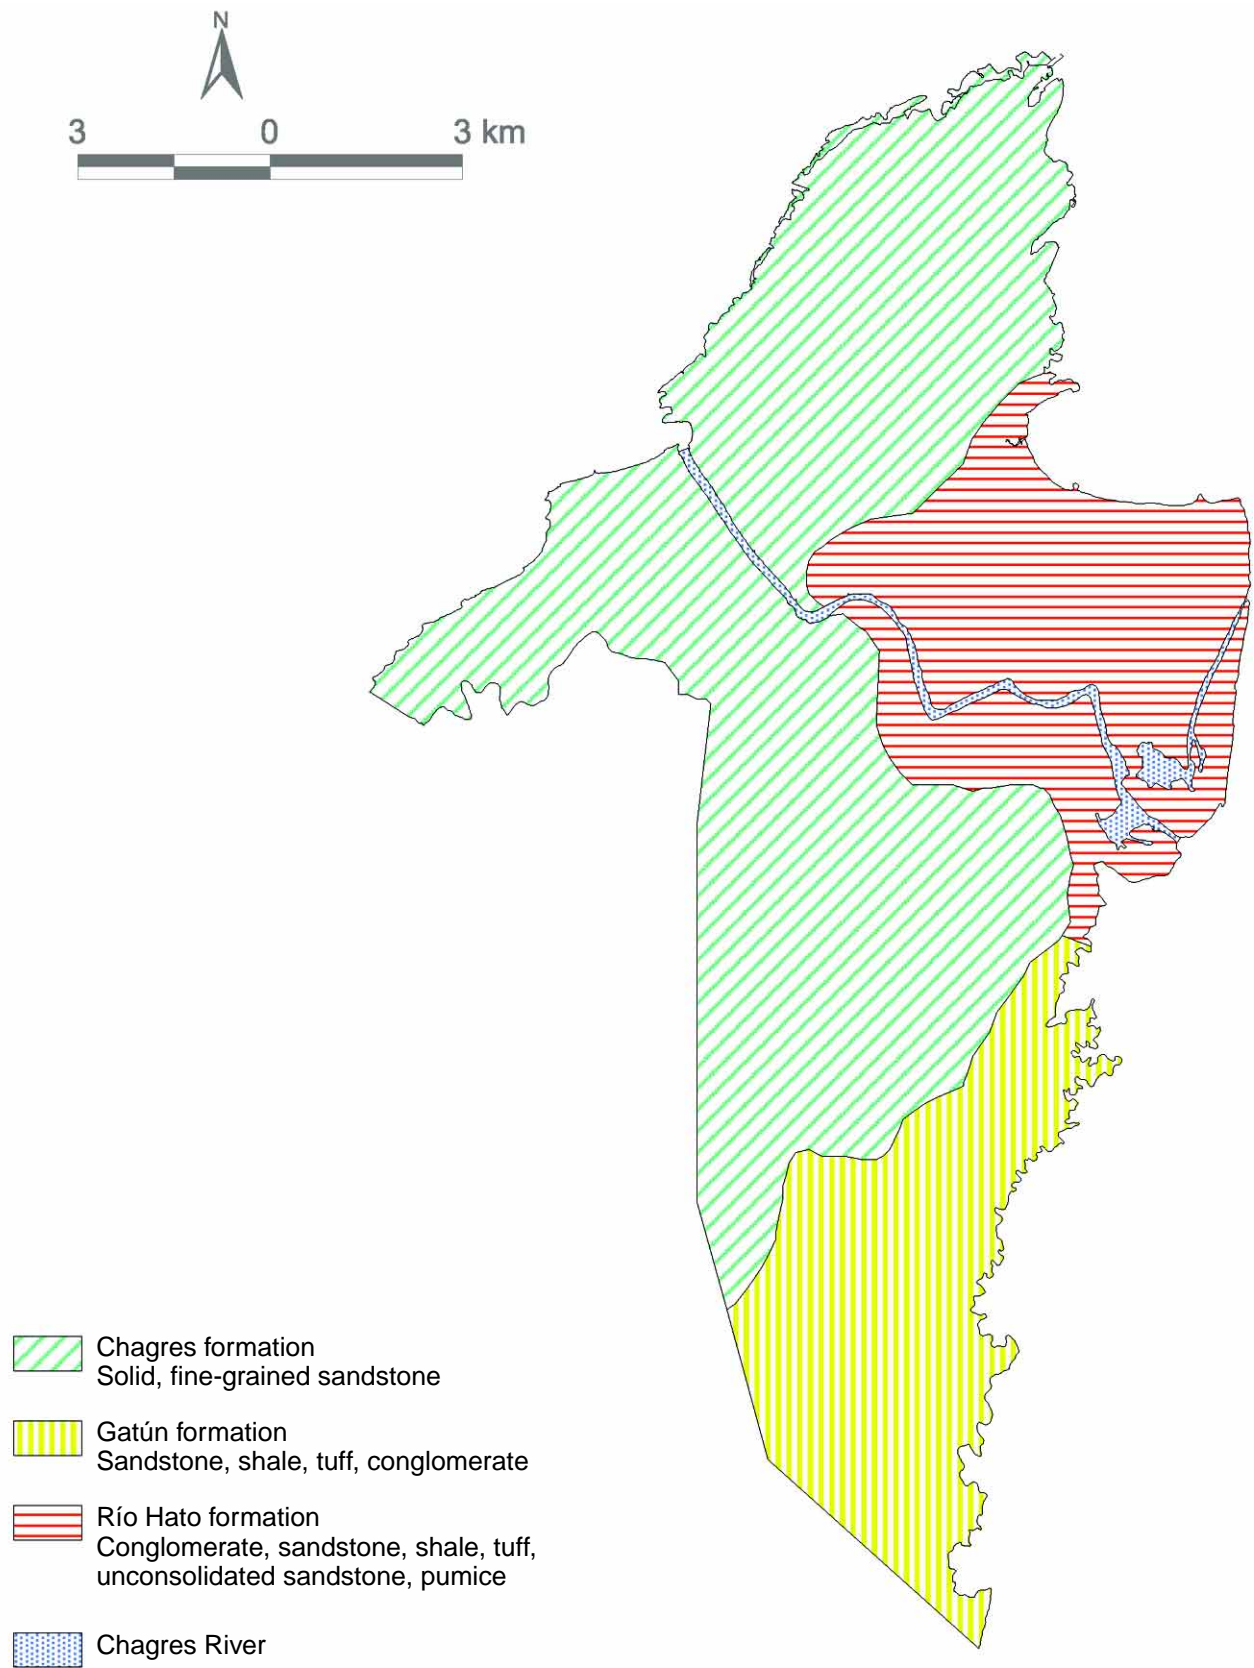 N
3 0 3 km
Chagres formation
Solid, fine-grained sandstone
Gatún formation
Sandstone, shale, tuff, conglomerate
Río Hato formation
Conglomerate, sandstone, shale, tuff,
unconsolidated sandstone, pumice
Chagres River